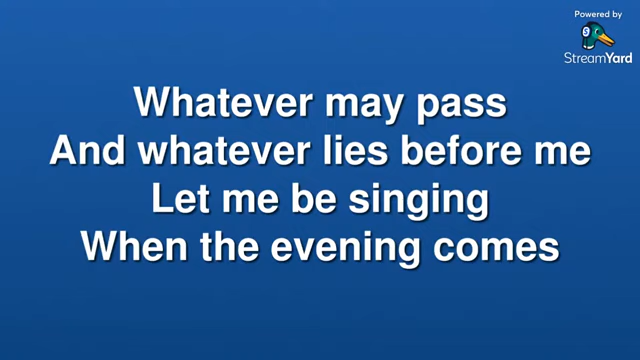 Powered by
StreamYard
Whatever may pass
And whatever lies before me
Let me be singing
When the evening comes